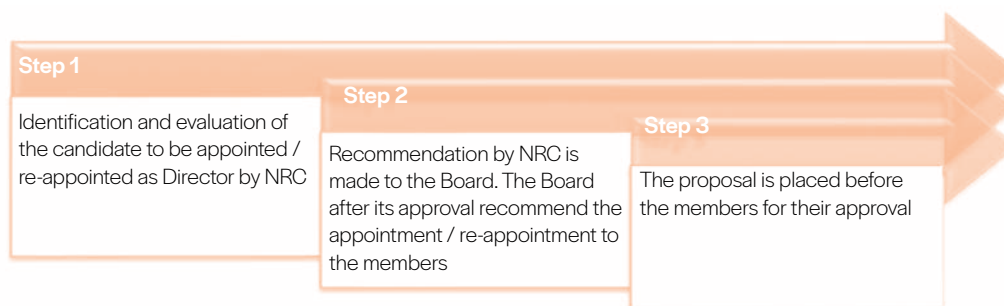 Step 1
Identification and evaluation of
the candidate to be appointed /
re-appointed as Director by NRC
Step 2
Recommendation by NRC is
made to the Board. The Board
after its approval recommend the
appointment / re-appointment to
the members
Step 3
The proposal is placed before
the members for their approval